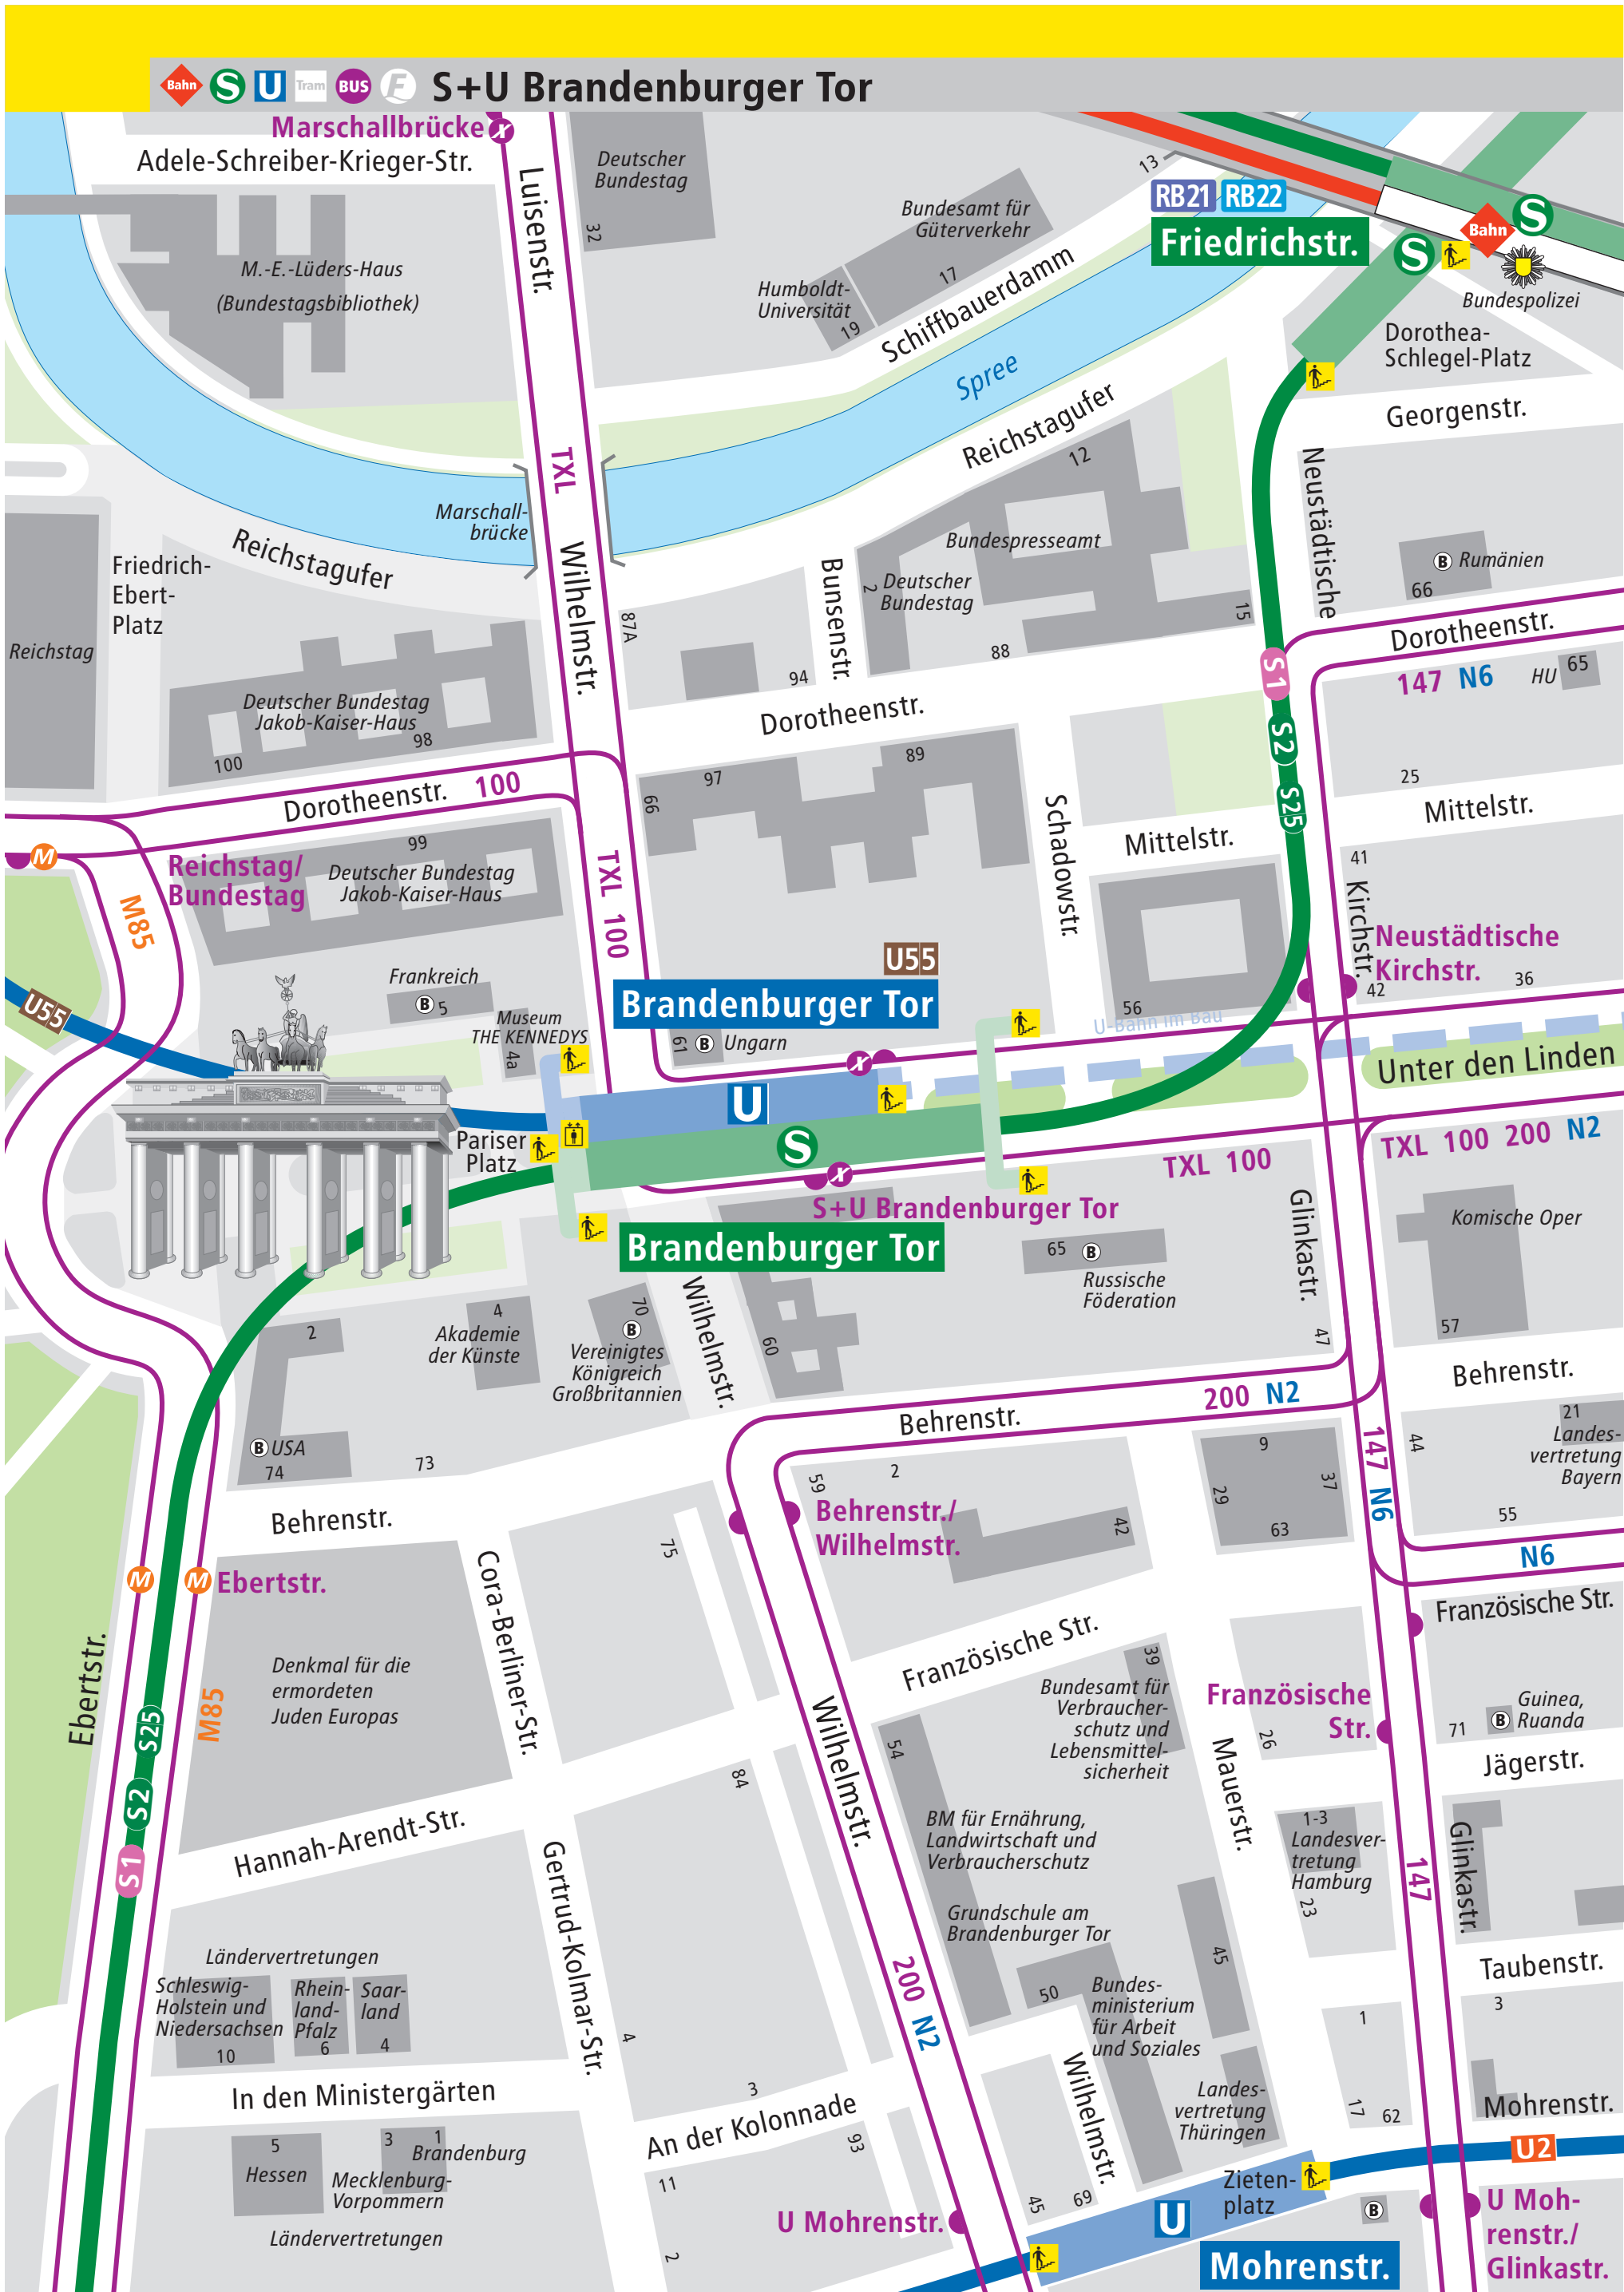 Bahn S U Tram BUS F S+U Brandenburger Tor
Marschallbrücke
Adele-Schreiber-Krieger-Str.
Luisenstr.
Deutscher
Bundestag
32
M.-E.-Lüders-Haus
(Bundestagsbibliothek)
Bundesamt für
Güterverkehr
17
13
Humboldt-
Universität
19
Schiffbauerdamm
RB21 RB22
Friedrichstr.
Bahn
S
S
Bundespolizei
Dorothea-
Schlegel-Platz
Georgenstr.
Spree
Reichstagufer
12
TXL
Marschall-
brücke
Reichstagufer
Friedrich-
Ebert-
Platz
Reichstag
Wilhelmstr.
87A
Bunsenstr.
2
Bundespresseamt
Deutscher
Bundestag
15
88
94
Neustädtische
B Rumänien
66
Dorotheenstr.
147 N6
HU
65
S1
S2
S25
Deutscher Bundestag
Jakob-Kaiser-Haus
98
100
Dorotheenstr.
Dorotheenstr. 100
97
89
66
25
Mittelstr.
Mittelstr.
Schadowstr.
41
Kirchstr.
Neustädtische
Kirchstr.
42
36
M
Reichstag/
Bundestag
99
Deutscher Bundestag
Jakob-Kaiser-Haus
M85
TXL 100
U55
Brandenburger Tor
56
U-Bahn im Bau
U55
Frankreich
B 5
Museum
THE KENNEDYS
4a
61 B Ungarn
Unter den Linden
U
S
Pariser
Platz
TXL 100
TXL 100 200 N2
S+U Brandenburger Tor
Brandenburger Tor
65 B
Russische
Föderation
Glinkastr.
47
Komische Oper
57
2
4
Akademie
der Künste
70
B
Vereinigtes
Königreich
Großbritannien
Wilhelmstr.
60
B USA
74
73
Behrenstr.
Behrenstr.
200 N2
Behrenstr.
21
Landes-
vertretung
Bayern
44
147 N6
55
N6
Französische Str.
59
2
Behrenstr./
Wilhelmstr.
42
9
29
37
63
75
M
M Ebertstr.
Cora-Berliner-Str.
Ebertstr.
Denkmal für die
ermordeten
Juden Europas
M85
S25
S2
S1
Französische Str.
39
Bundesamt für
Verbraucher-
schutz und
Lebensmittel-
sicherheit
Französische
Str.
26
71
B
Guinea,
Ruanda
Jägerstr.
Mauerstr.
54
Wilhelmstr.
84
Hannah-Arendt-Str.
BM für Ernährung,
Landwirtschaft und
Verbraucherschutz
1-3
Landesver-
tretung
Hamburg
23
147
Glinkastr.
Grundschule am
Brandenburger Tor
45
Taubenstr.
3
Gertrud-Kolmar-Str.
Ländervertretungen
Schleswig-
Holstein und
Niedersachsen
10
Rhein-
land-
Pfalz
6
Saar-
land
4
4
200 N2
50
Bundes-
ministerium
für Arbeit
und Soziales
1
In den Ministergärten
3
An der Kolonnade
93
Wilhelmstr.
Landes-
vertretung
Thüringen
17
62
Mohrenstr.
5
Hessen
3
1
Brandenburg
Mecklenburg-
Vorpommern
Ländervertretungen
11
2
U Mohrenstr.
45
69
U
Zieten-
platz
B
U2
Mohrenstr.
U Moh-
renstr./
Glinkastr.